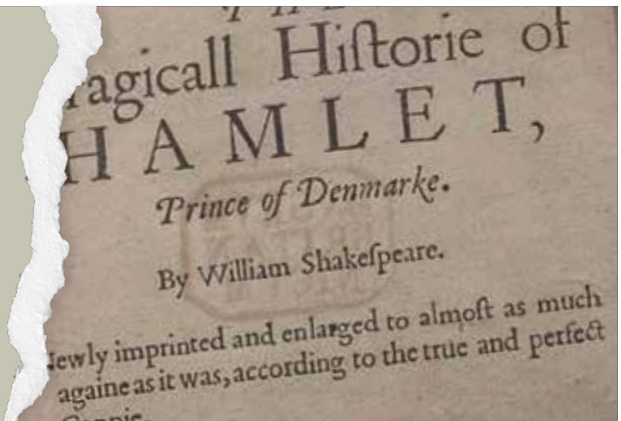 ragicall Hiſtorie of
HAMLET,
Prince of Denmarke.
By William Shakeſpeare.
ewly imprinted and enlarged to almoſt as much
againe as it was, according to the true and perfect